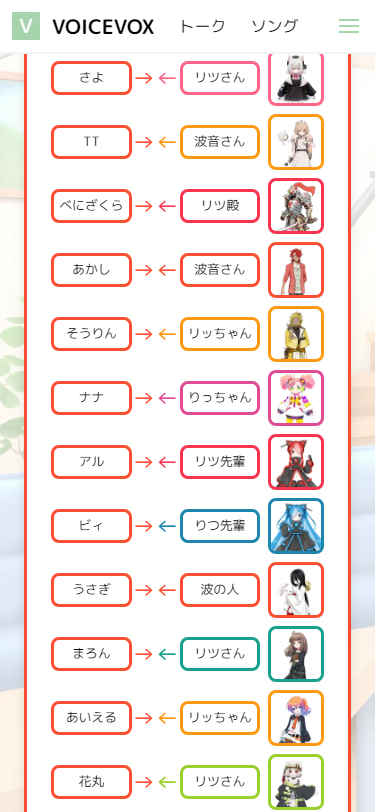 V VOICEVOX トーク ソング
さよ → ← リツさん
TT → ← 波音さん
べにざくら → ← リツ殿
あかし → ← 波音さん
そうりん → ← リッちゃん
ナナ → ← りっちゃん
アル → ← リツ先輩
ビィ → ← りつ先輩
うさぎ → ← 波の人
まろん → ← リツさん
あいえる → ← リッちゃん
花丸 → ← リツさん